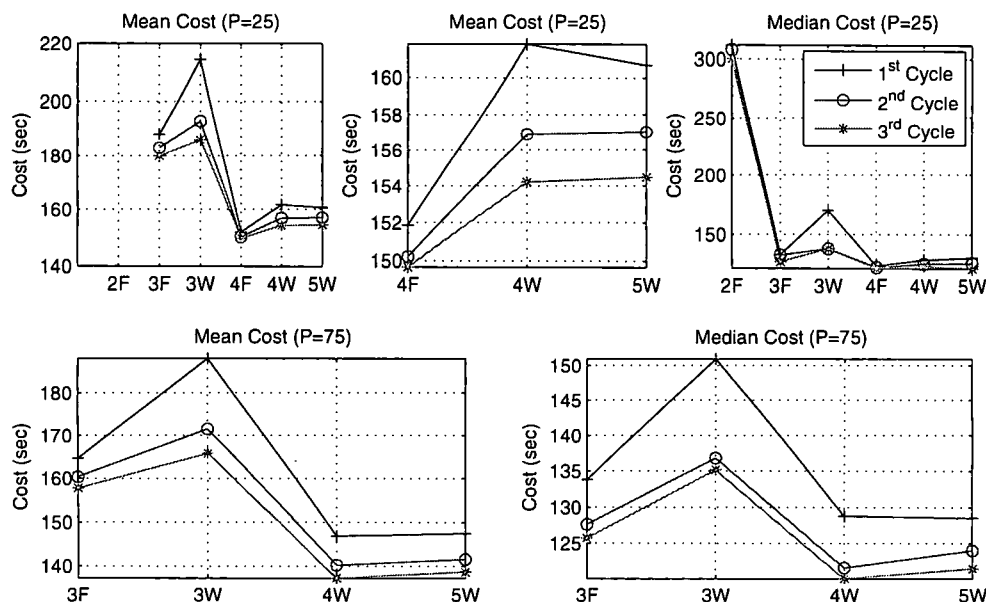 Mean Cost (P=25)
Cost (sec)
220
200
180
160
140
2F 3F 3W 4F 4W 5W
Mean Cost (P=25)
Cost (sec)
160
158
156
154
152
150
4F 4W 5W
Median Cost (P=25)
Cost (sec)
300
250
200
150
2F 3F 3W 4F 4W 5W
1st Cycle
2nd Cycle
3rd Cycle
Mean Cost (P=75)
Cost (sec)
180
170
160
150
140
3F 3W 4W 5W
Median Cost (P=75)
Cost (sec)
150
145
140
135
130
125
3F 3W 4W 5W